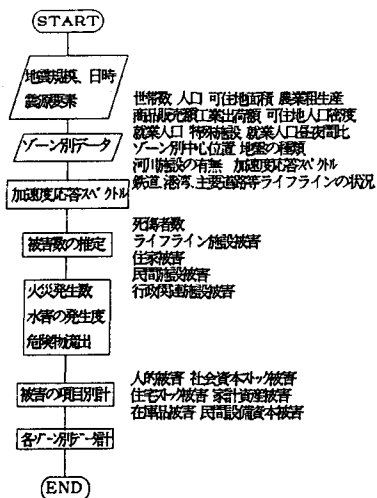 START
地震規模、日時
震源要素
世帯数 人口 可住地面積 農業粗生産
商品販売額工業出荷額 可住地人口密度
就業人口 特殊施設 就業人口昼夜間比
ゾーン別データ
ゾーン別中心位置 地盤の種類
河川施設の有無 加速度応答スペクトル
加速度応答スペクトル
鉄道、港湾、主要道路等ライフラインの状況
死傷者数
被害数の推定
ライフライン施設被害
住家被害
民間施設被害
行政関連施設被害
火災発生数
水害の発生度
危険物流出
人的被害 社会資本ストック被害
被害の項目別計
住宅ストック被害 家計資産被害
在庫品被害 民間設備資本被害
各ゾーン別データ計
END